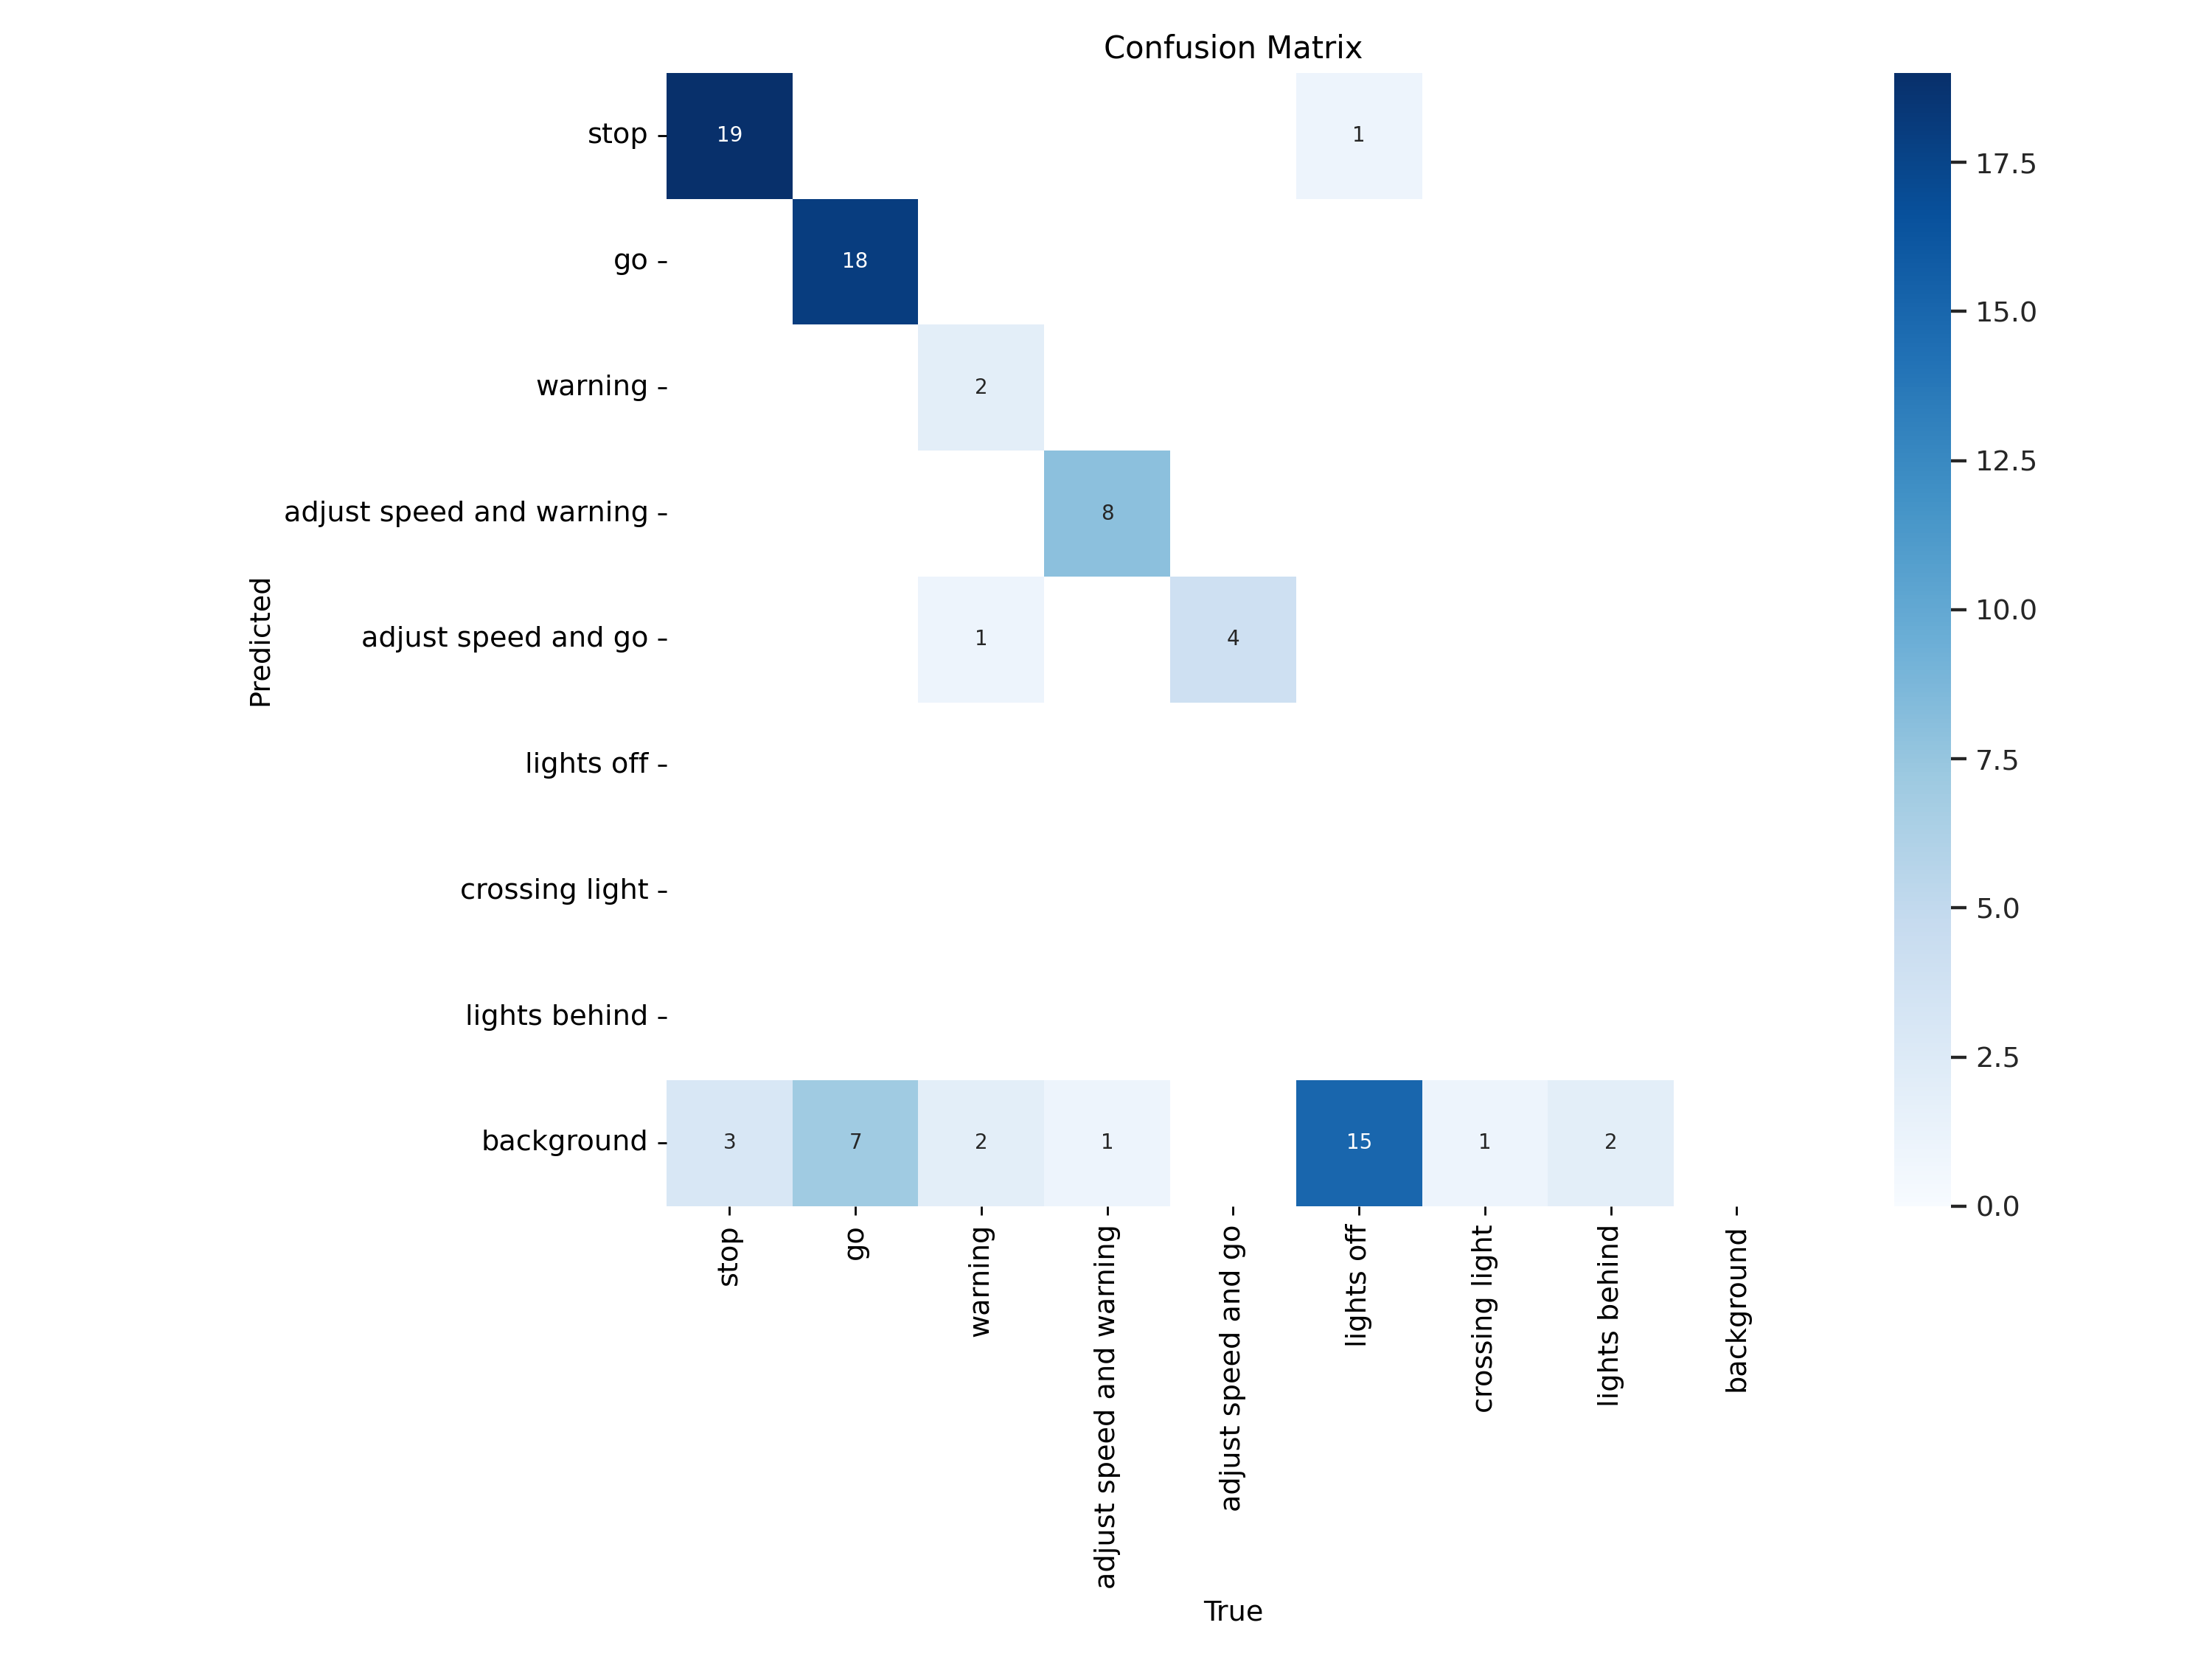 Confusion Matrix
stop
19
1
17.5
go
18
15.0
warning
2
12.5
adjust speed and warning
8
10.0
Predicted
adjust speed and go
1
4
lights off
7.5
crossing light
5.0
lights behind
2.5
background
3
7
2
1
15
1
2
0.0
stop
go
warning
adjust speed and warning
adjust speed and go
lights off
crossing light
lights behind
background
True